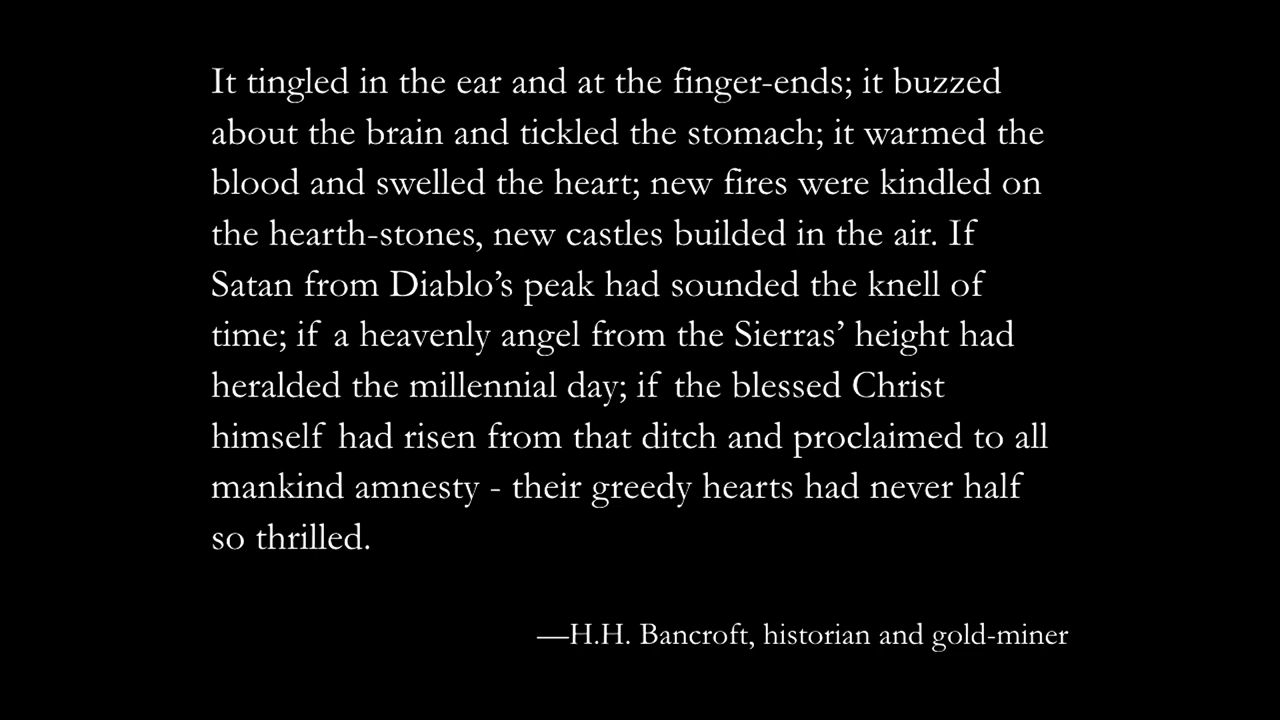 It tingled in the ear and at the finger-ends; it buzzed
about the brain and tickled the stomach; it warmed the
blood and swelled the heart; new fires were kindled on
the hearth-stones, new castles builded in the air. If
Satan from Diablo’s peak had sounded the knell of
time; if a heavenly angel from the Sierras’ height had
heralded the millennial day; if the blessed Christ
himself had risen from that ditch and proclaimed to all
mankind amnesty - their greedy hearts had never half
so thrilled.
—H.H. Bancroft, historian and gold-miner